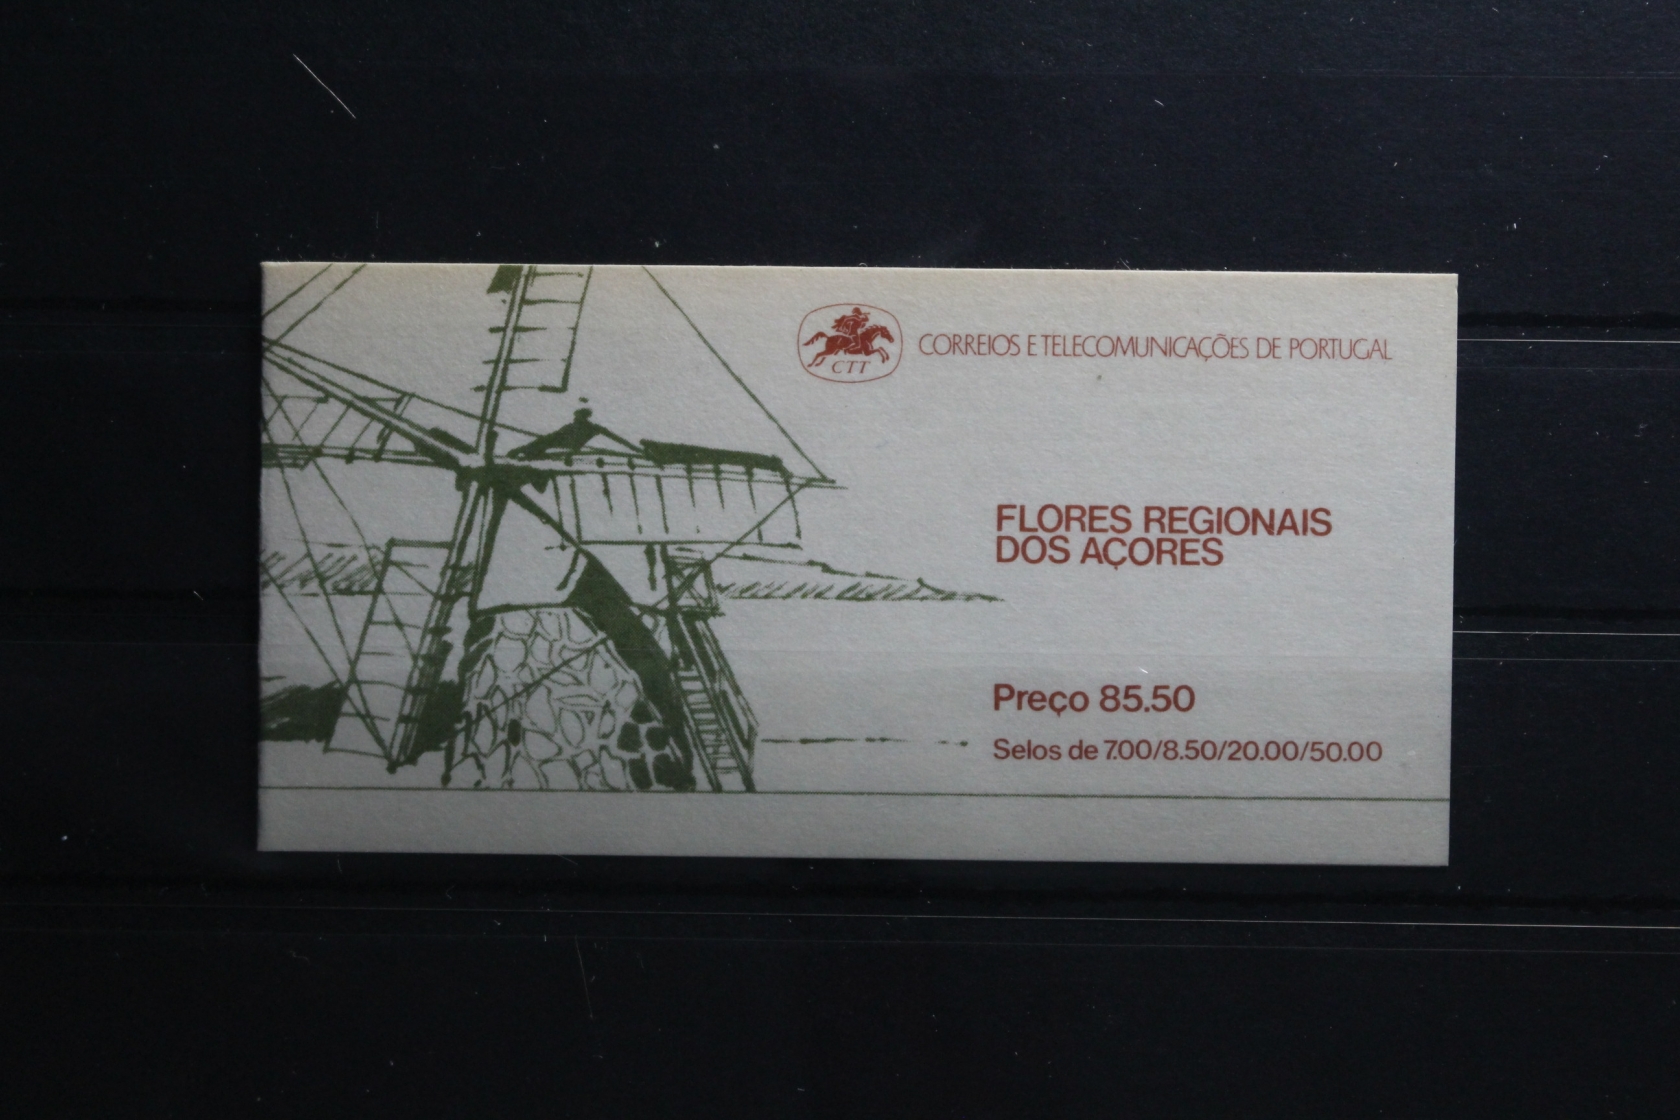 CTT
CORREIOS E TELECOMUNICAÇÕES DE PORTUGAL
FLORES REGIONAIS
DOS AÇORES
Preço 85.50
Selos de 7.00/8.50/20.00/50.00